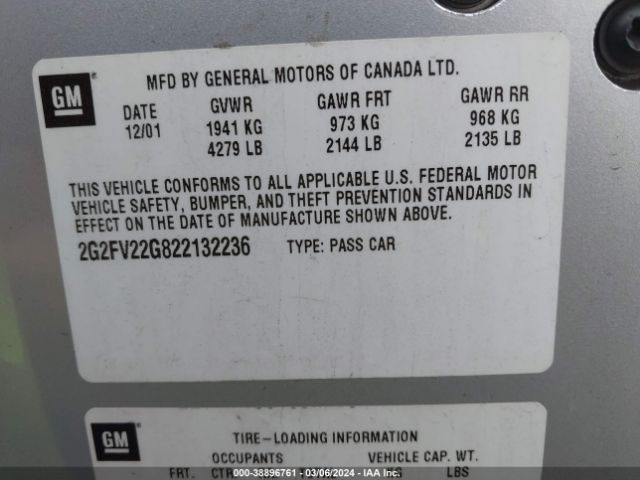 GM
MFD BY GENERAL MOTORS OF CANADA LTD.
DATE GVWR GAWR FRT GAWR RR
12/01 1941 KG 973 KG 968 KG
4279 LB 2144 LB 2135 LB
THIS VEHICLE CONFORMS TO ALL APPLICABLE U.S. FEDERAL MOTOR
VEHICLE SAFETY, BUMPER, AND THEFT PREVENTION STANDARDS IN
EFFECT ON THE DATE OF MANUFACTURE SHOWN ABOVE.
2G2FV22G822132236 TYPE: PASS CAR
GM
TIRE-LOADING INFORMATION
OCCUPANTS VEHICLE CAP. WT.
FRT. CTR. LBS
000-38896761 - 03/06/2024 - IAA Inc.